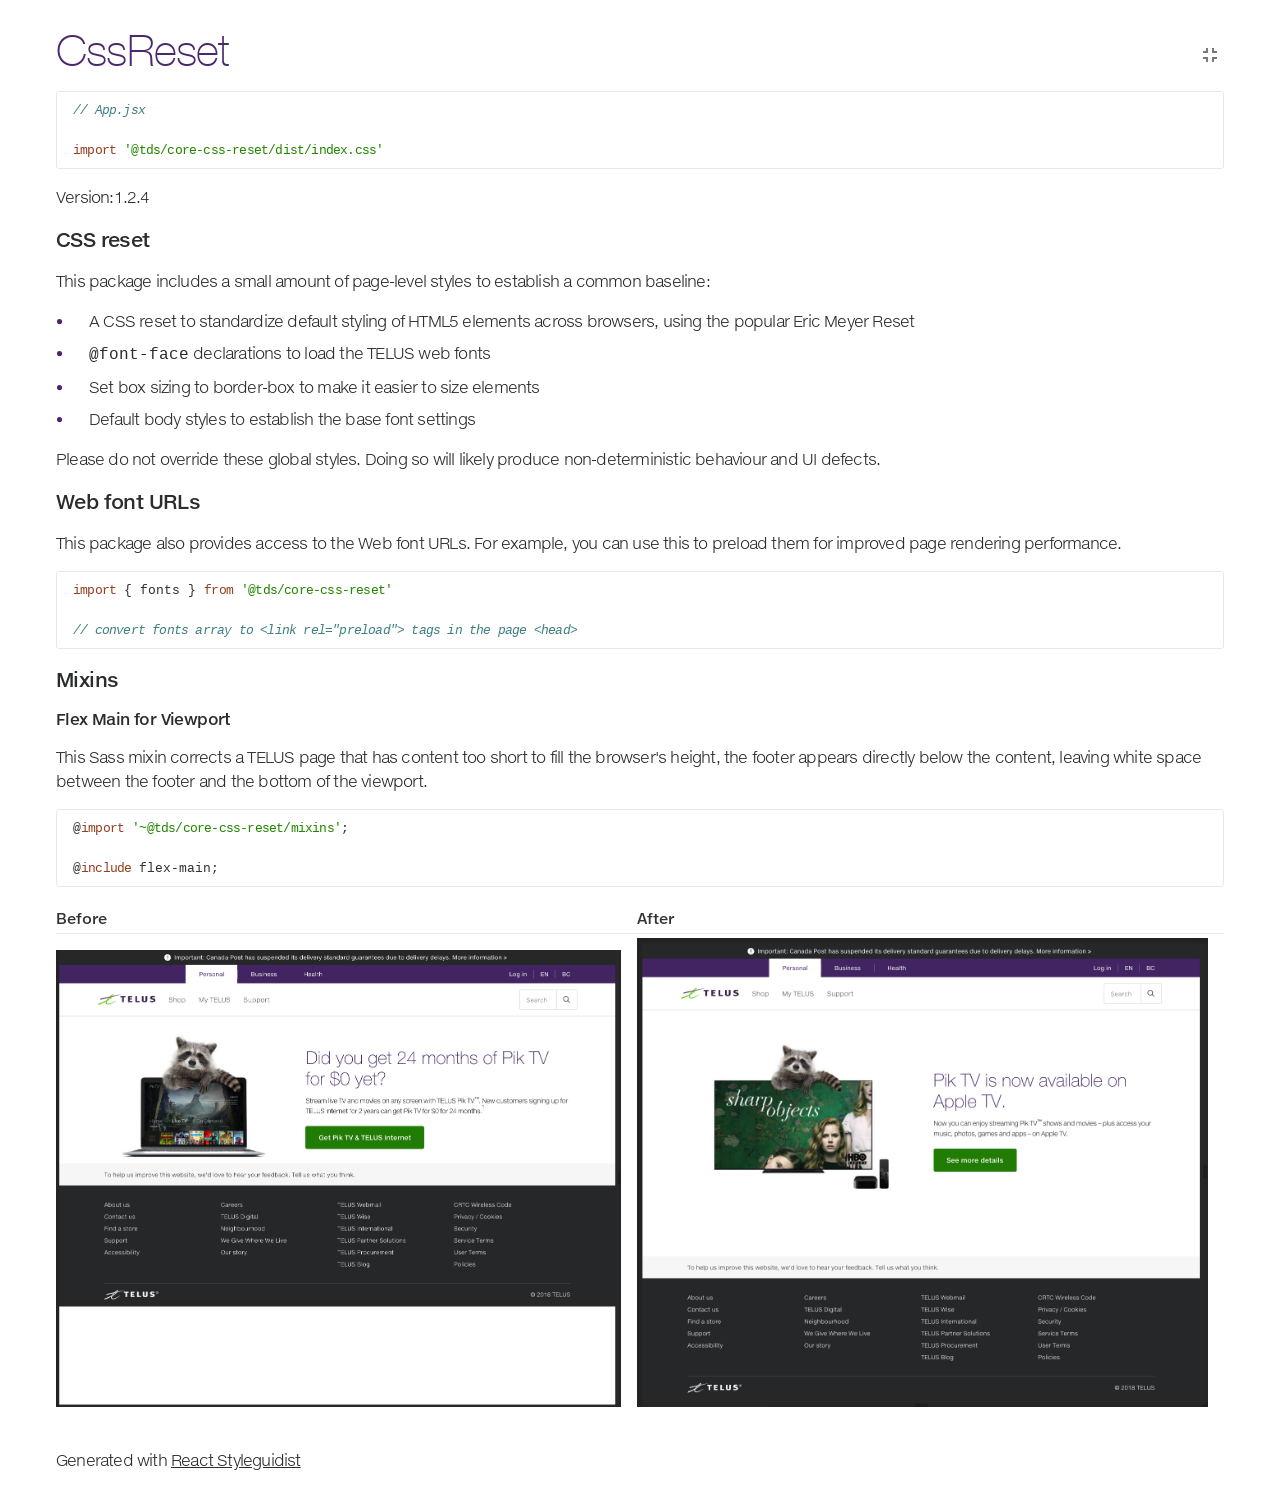 CssReset
// App.jsx
import '@tds/core-css-reset/dist/index.css'
Version:1.2.4
CSS reset
This package includes a small amount of page-level styles to establish a common baseline:
• A CSS reset to standardize default styling of HTML5 elements across browsers, using the popular Eric Meyer Reset
• @font-face declarations to load the TELUS web fonts
• Set box sizing to border-box to make it easier to size elements
• Default body styles to establish the base font settings
Please do not override these global styles. Doing so will likely produce non-deterministic behaviour and UI defects.
Web font URLs
This package also provides access to the Web font URLs. For example, you can use this to preload them for improved page rendering performance.
import { fonts } from '@tds/core-css-reset'
// convert fonts array to <link rel="preload"> tags in the page <head>
Mixins
Flex Main for Viewport
This Sass mixin corrects a TELUS page that has content too short to fill the browser's height, the footer appears directly below the content, leaving white space
between the footer and the bottom of the viewport.
@import '~@tds/core-css-reset/mixins';
@include flex-main;
Before
Important: Canada Post has suspended its delivery standard guarantees due to delivery delays. More information >
Personal Business Health Log in EN BC
TELUS Shop My TELUS Support Search
Did you get 24 months of Pik TV
for $0 yet?
Stream live TV and movies on any screen with TELUS Pik TV™. New customers signing up for
TELUS Internet for 2 years can get Pik TV for $0 for 24 months.
Get Pik TV & TELUS Internet
To help us improve this website, we'd love to hear your feedback. Tell us what you think.
About us Careers TELUS Webmail CRTC Wireless Code
Contact us TELUS Digital TELUS Wise Privacy / Cookies
Find a store Neighbourhood TELUS International Security
Support We Give Where We Live TELUS Partner Solutions Service Terms
Accessibility Our story TELUS Procurement User Terms
TELUS Blog Policies
TELUS® © 2018 TELUS
After
Important: Canada Post has suspended its delivery standard guarantees due to delivery delays. More information >
Personal Business Health Log in EN BC
TELUS Shop My TELUS Support Search
sharp objects
HBO
Pik TV is now available on
Apple TV.
Now you can enjoy streaming Pik TV™ shows and movies – plus access your
music, photos, games and apps – on Apple TV.
See more details
To help us improve this website, we'd love to hear your feedback. Tell us what you think.
About us Careers TELUS Webmail CRTC Wireless Code
Contact us TELUS Digital TELUS Wise Privacy / Cookies
Find a store Neighbourhood TELUS International Security
Support We Give Where We Live TELUS Partner Solutions Service Terms
Accessibility Our story TELUS Procurement User Terms
TELUS Blog Policies
TELUS® © 2018 TELUS
Generated with React Styleguidist